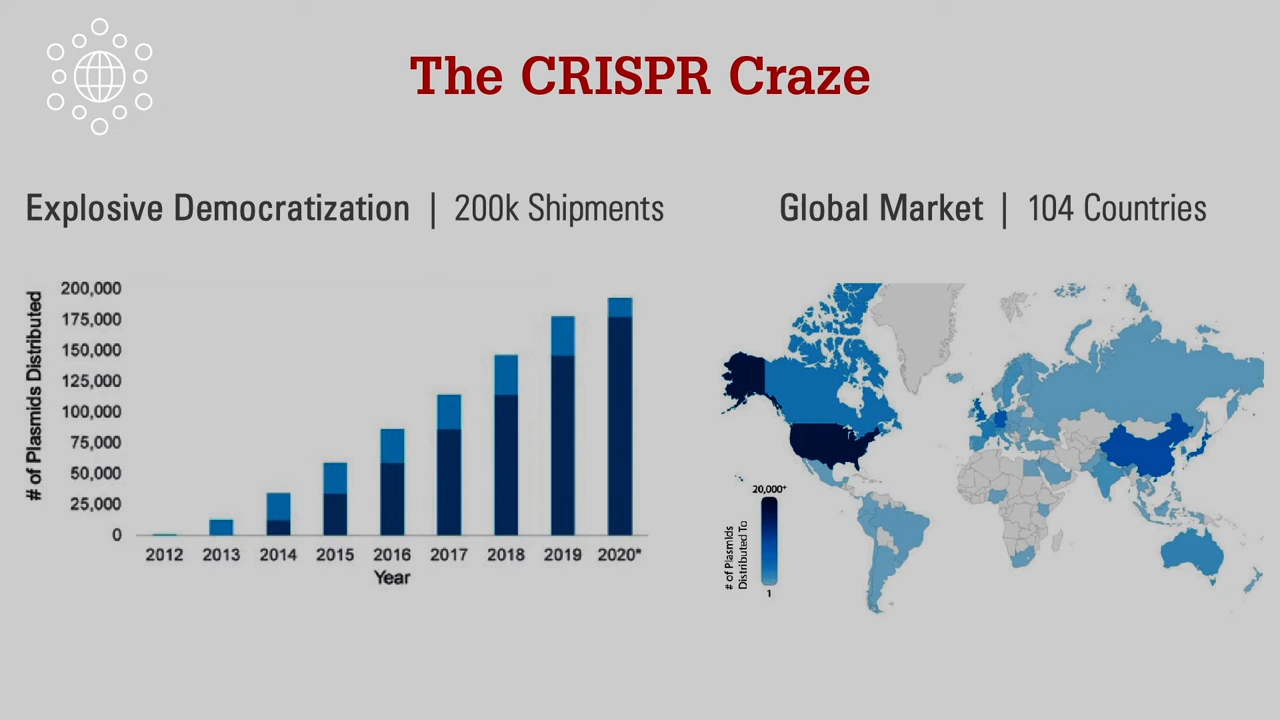 The CRISPR Craze
Explosive Democratization | 200k Shipments
# of Plasmids Distributed
200,000
175,000
150,000
125,000
100,000
75,000
50,000
25,000
0
2012 2013 2014 2015 2016 2017 2018 2019 2020*
Year
Global Market | 104 Countries
20,000+
# of Plasmids
Distributed To
1